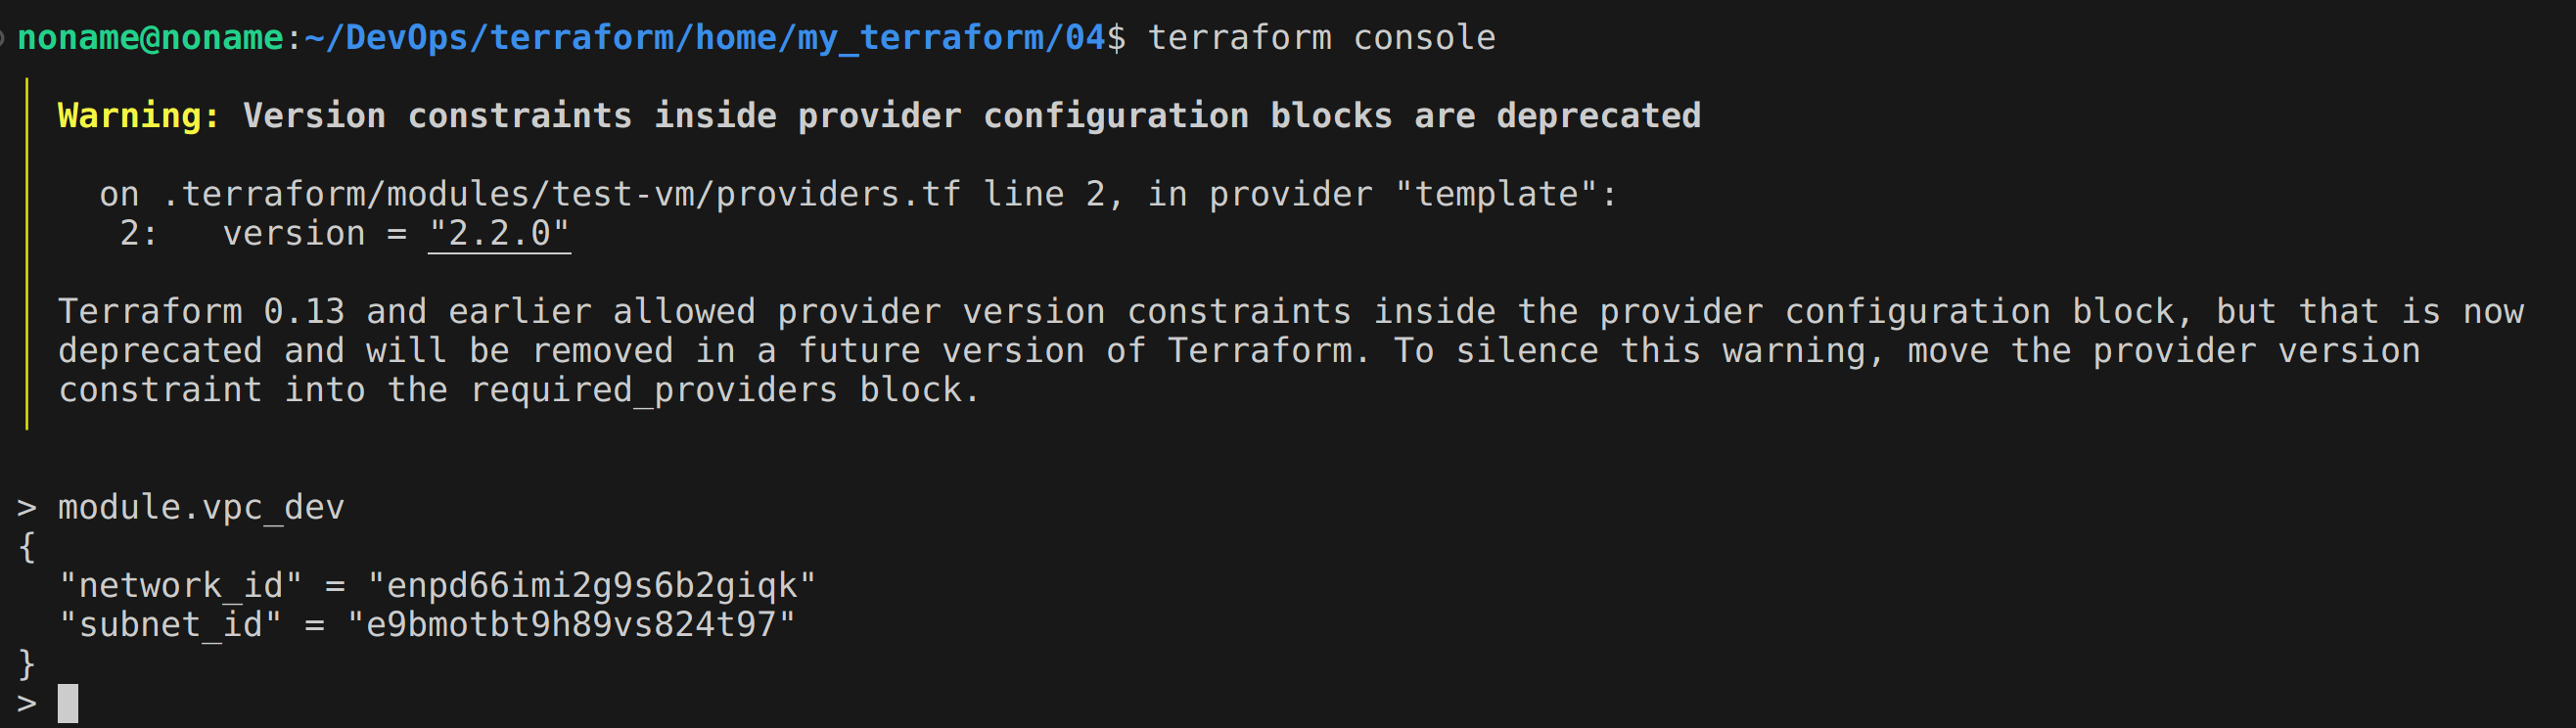 noname@noname:~/DevOps/terraform/home/my_terraform/04$ terraform console
Warning: Version constraints inside provider configuration blocks are deprecated
on .terraform/modules/test-vm/providers.tf line 2, in provider "template":
2:   version = "2.2.0"
Terraform 0.13 and earlier allowed provider version constraints inside the provider configuration block, but that is now
deprecated and will be removed in a future version of Terraform. To silence this warning, move the provider version
constraint into the required_providers block.
> module.vpc_dev
{
  "network_id" = "enpd66imi2g9s6b2giqk"
  "subnet_id" = "e9bmotbt9h89vs824t97"
}
>